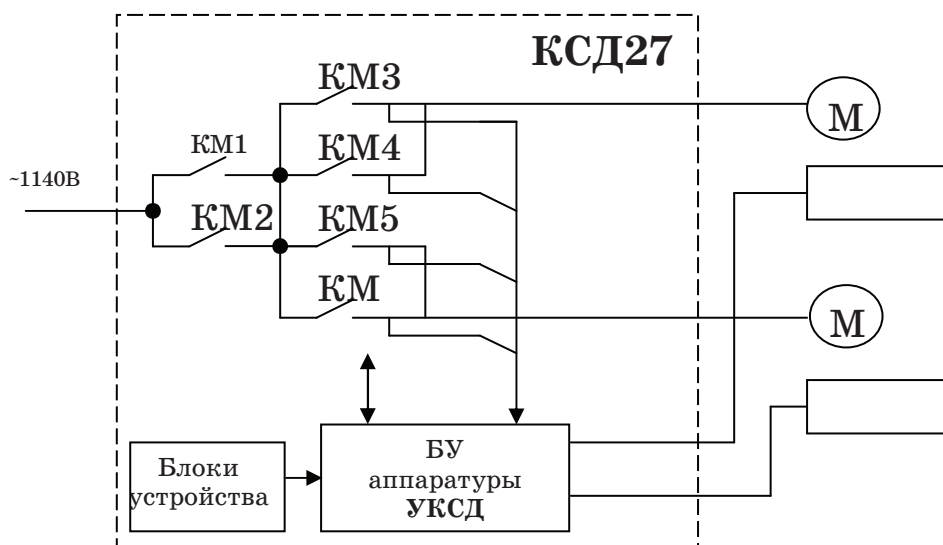 КСД27
КМ3
М
КМ1
КМ4
~1140В
КМ2
КМ5
КМ
М
Блоки
устройства
БУ
аппаратуры
УКСД